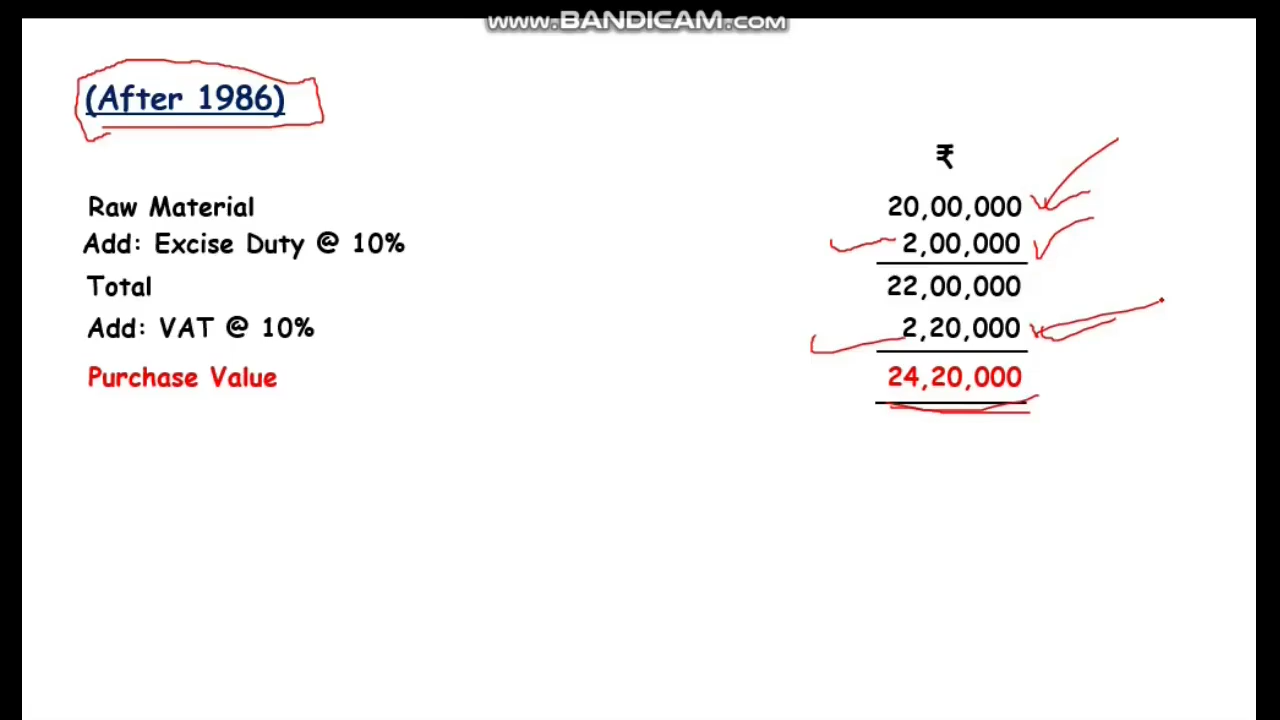 www.BANDICAM.com
(After 1986)
₹
Raw Material 20,00,000
Add: Excise Duty @ 10% 2,00,000
Total 22,00,000
Add: VAT @ 10% 2,20,000
Purchase Value 24,20,000